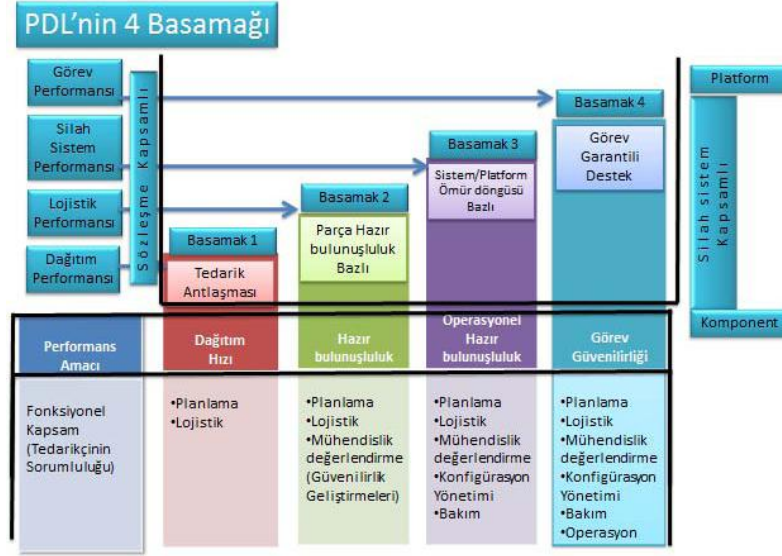 PDL'nin 4 Basamağı
Görev
Performansı
Silah
Sistem
Performansı
Lojistik
Performansı
Dağıtım
Performansı
Sözleşme Kapsamlı
Basamak 1
Tedarik
Antlaşması
Basamak 2
Parça Hazır
bulunuşluluk
Bazlı
Basamak 3
Sistem/Platform
Ömür döngüsü
Bazlı
Basamak 4
Görev
Garantili
Destek
Platform
Silah sistem
Kapsamlı
Komponent
Performans
Amacı
Dağıtım
Hızı
Hazır
bulunuşluluk
Operasyonel
Hazır
bulunuşluluk
Görev
Güvenilirliği
Fonksiyonel
Kapsam
(Tedarikçinin
Sorumluluğu)
•Planlama
•Lojistik
•Planlama
•Lojistik
•Mühendislik
değerlendirme
(Güvenilirlik
Geliştirmeleri)
•Planlama
•Lojistik
•Mühendislik
değerlendirme
•Konfigürasyon
Yönetimi
•Bakım
•Planlama
•Lojistik
•Mühendislik
değerlendirme
•Konfigürasyon
Yönetimi
•Bakım
•Operasyon